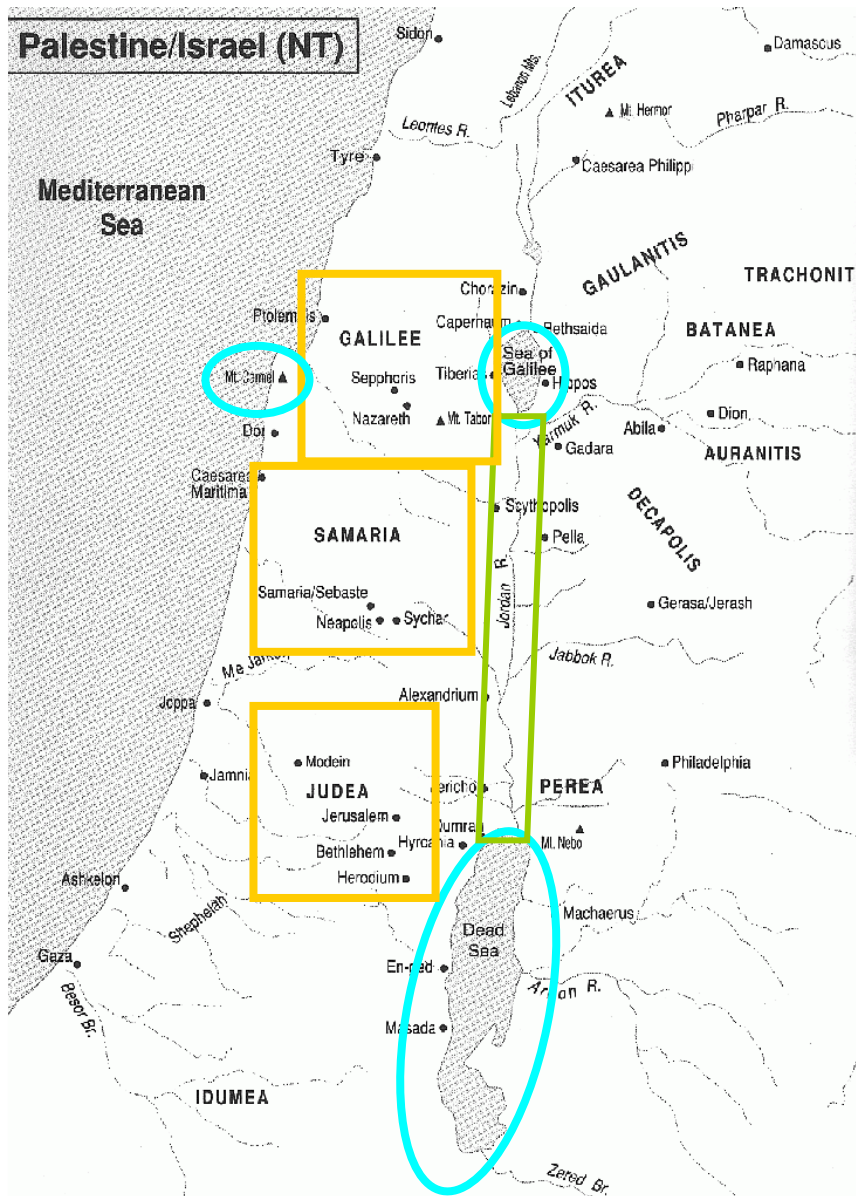 Palestine/Israel (NT)
Sidon
Damascus
Lebanon Mts.
ITUREA
Mt. Hermor
Pharpar R.
Leontes R.
Tyre
Caesarea Philippi
Mediterranean
Sea
GAULANITIS
TRACHONIT
Chorazin
Ptolemais
Capernaum
Bethsaida
BATANEA
GALILEE
Sea of
Galilee
Raphana
Mt. Carmel
Sepphoris
Tiberias
Hippos
Nazareth
Mt. Tabor
Yarmuk R.
Dion
Abila
Dor
Gadara
AURANITIS
Caesarea
Maritima
Scythopolis
DECAPOLIS
SAMARIA
Pella
Jordan R.
Samaria/Sebaste
Gerasa/Jerash
Neapolis
Sychar
Me Jarkon
Jabbok R.
Alexandrium
Joppa
Modein
Philadelphia
Jamnia
JUDEA
Jericho
PEREA
Jerusalem
Qumran
Hyrcania
Mt. Nebo
Bethlehem
Ashkelon
Herodium
Shephelah
Machaerus
Dead
Sea
Gaza
En-gedi
Arnon R.
Besor Br.
Masada
IDUMEA
Zered Br.